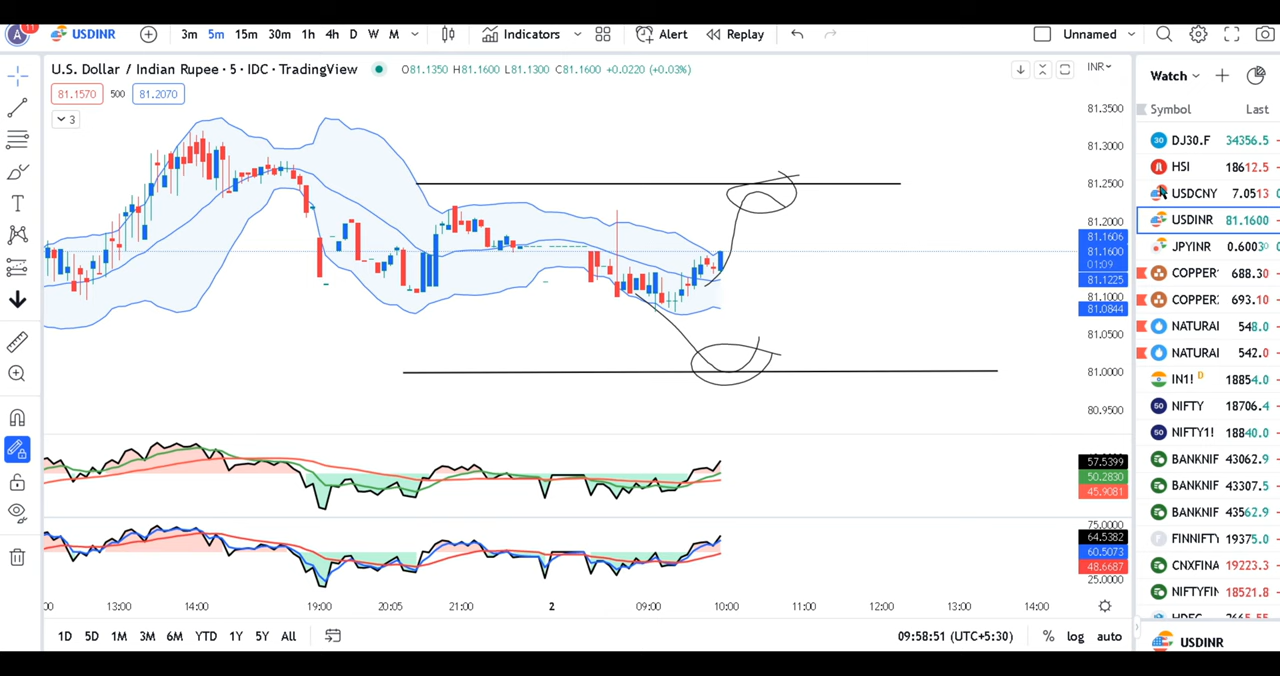 A 11 USDINR 3m 5m 15m 30m 1h 4h D W M Indicators Alert Replay Unnamed
U.S. Dollar / Indian Rupee · 5 · IDC · TradingView O81.1350 H81.1600 L81.1300 C81.1600 +0.0220 (+0.03%) INR
81.1570 500 81.2070
3
81.3500
81.3000
81.2500
81.2000
81.1606
81.1600
01:09
81.1225
81.1000
81.0844
81.0500
81.0000
80.9500
57.5399
50.2830
45.9081
75.0000
64.5382
60.5073
48.6687
25.0000
:00 13:00 14:00 19:00 20:05 21:00 2 09:00 10:00 11:00 12:00 13:00 14:00
1D 5D 1M 3M 6M YTD 1Y 5Y All 09:58:51 (UTC+5:30) % log auto
Watch
Symbol Last
30 DJ30.F 34356.5
HSI 18612.5
USDCNY 7.0513
USDINR 81.1600
JPYINR 0.6003
COPPER 688.30
COPPER 693.10
NATURAI 548.0
NATURAI 542.0
IN1! D 18854.0
50 NIFTY 18706.4
50 NIFTY1! 18840.0
BANKNIF 43062.9
BANKNIF 43307.5
BANKNIF 43562.9
F FINNIFTY 19375.0
CNXFINA 19223.3
NIFTYFIN 18521.8
USDINR